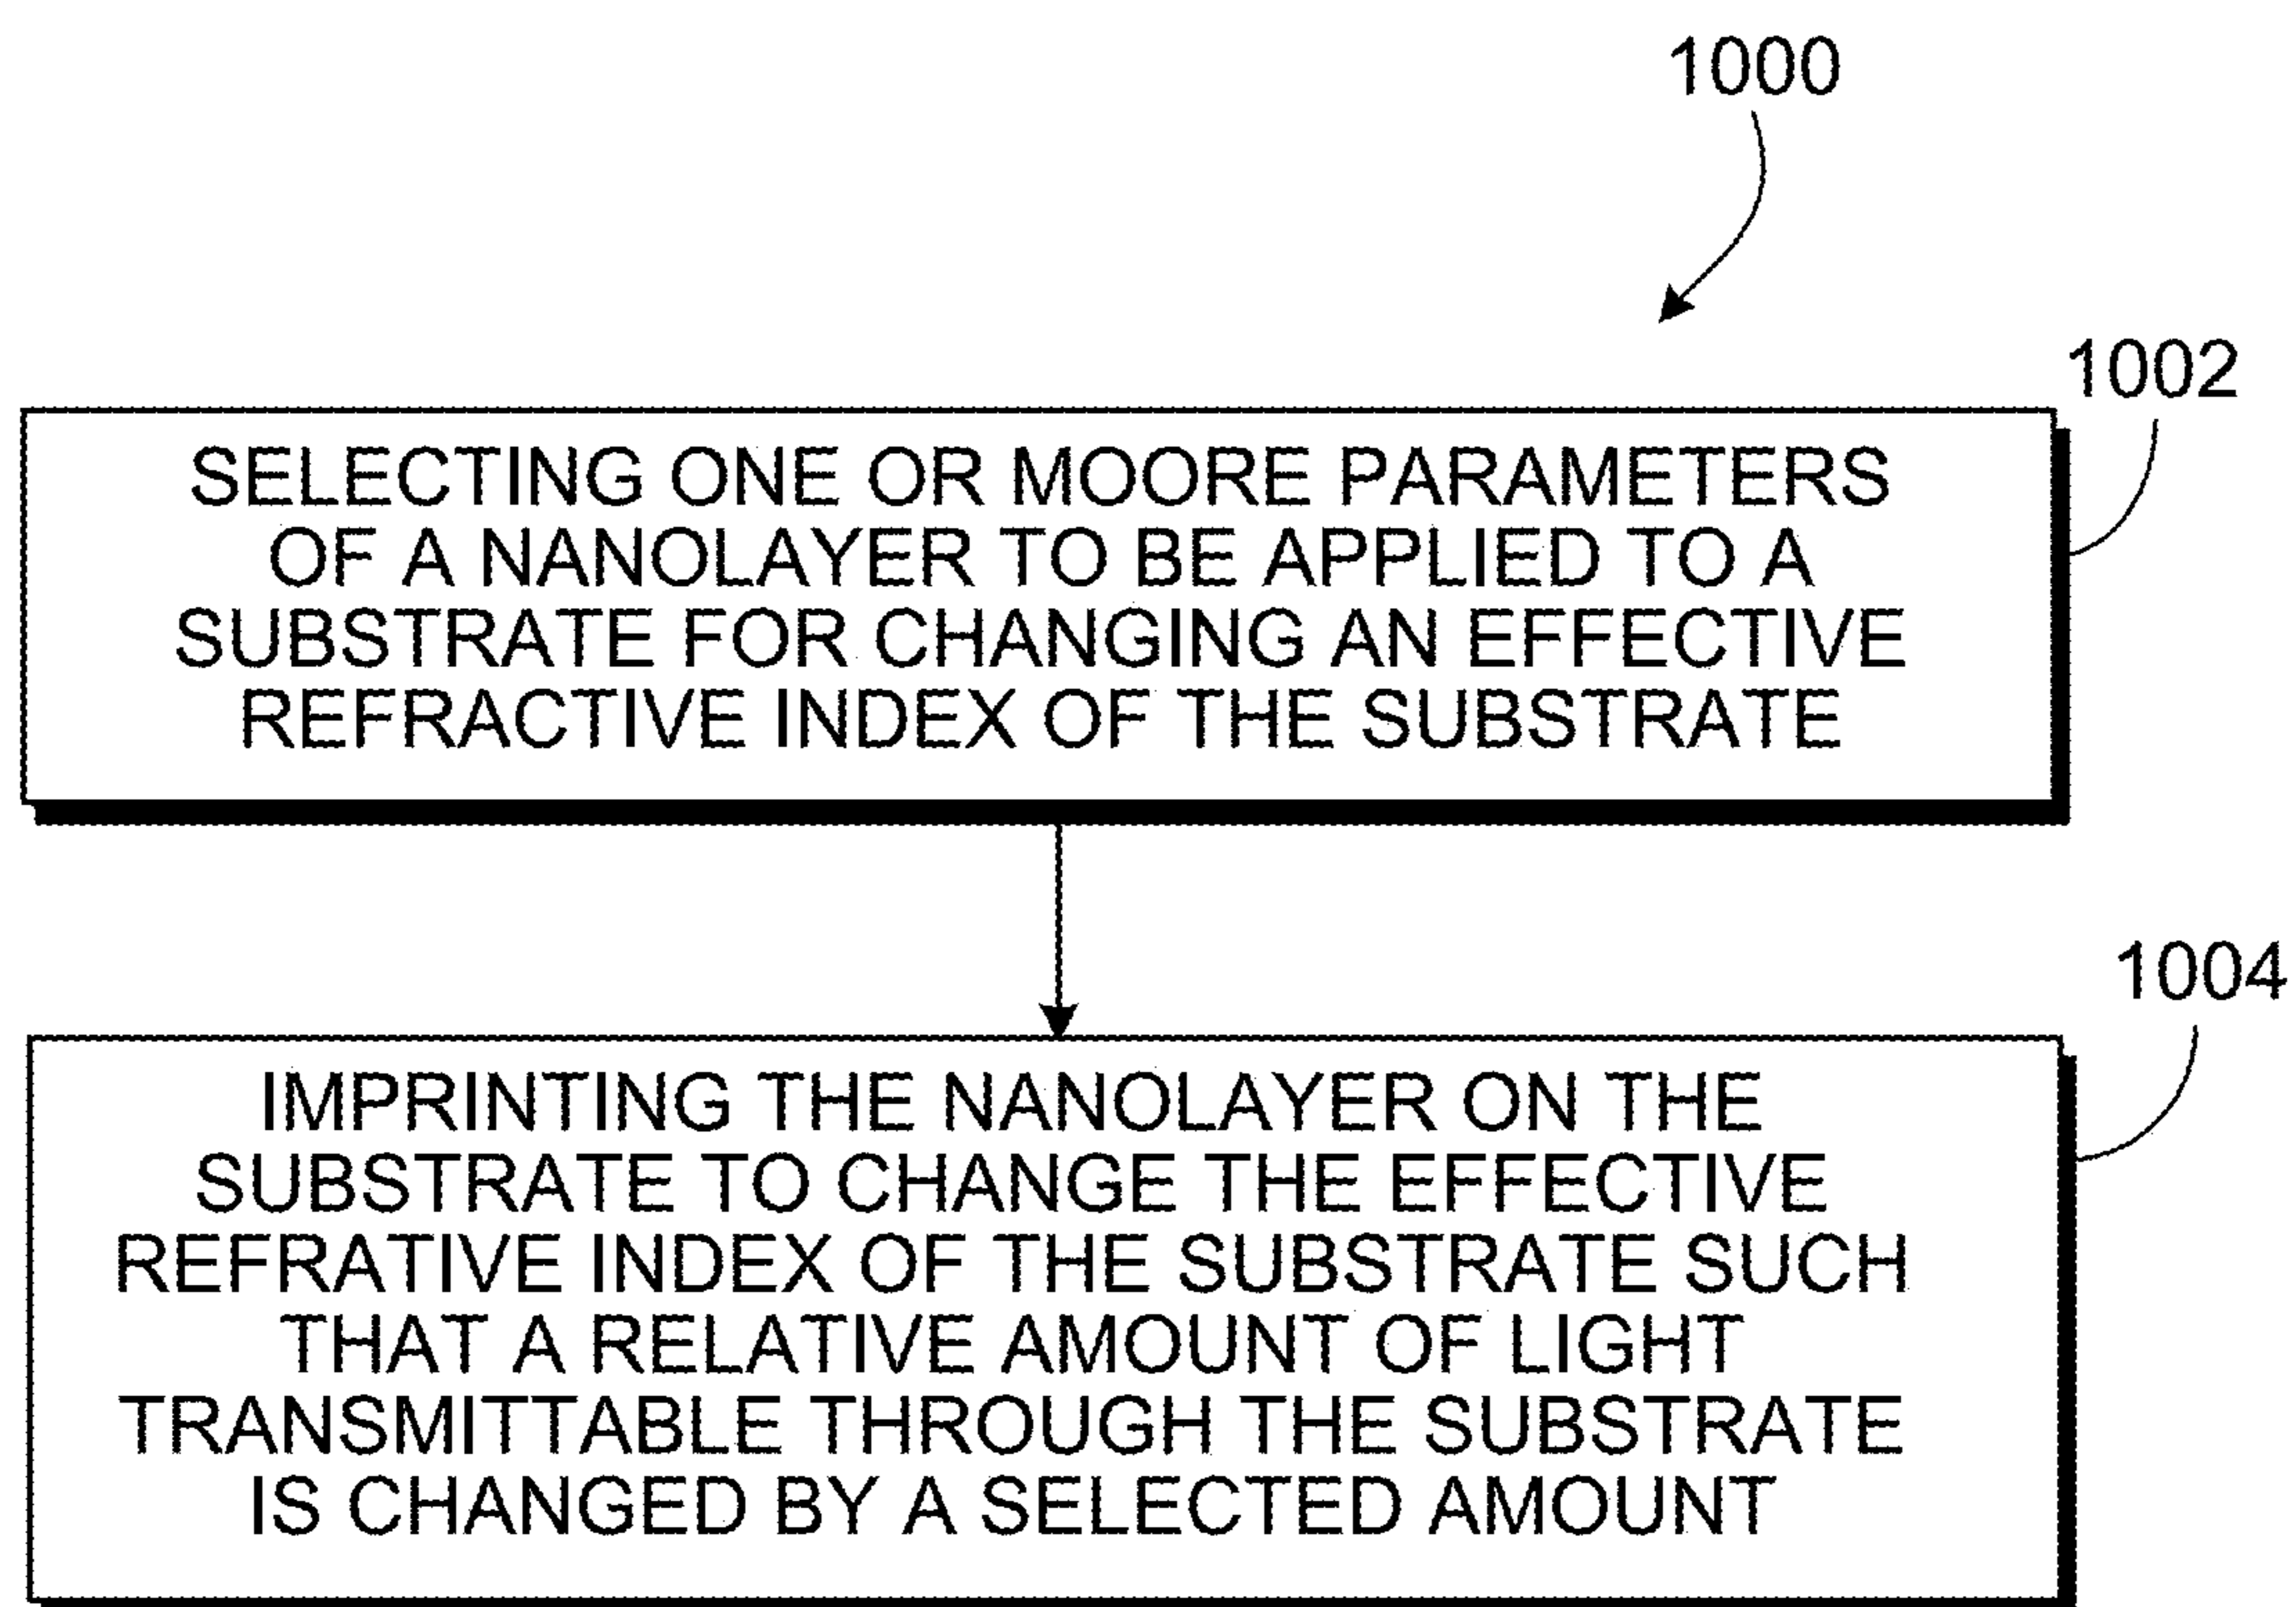 1000
1002
SELECTING ONE OR MOORE PARAMETERS
OF A NANOLAYER TO BE APPLIED TO A
SUBSTRATE FOR CHANGING AN EFFECTIVE
REFRACTIVE INDEX OF THE SUBSTRATE
1004
IMPRINTING THE NANOLAYER ON THE
SUBSTRATE TO CHANGE THE EFFECTIVE
REFRATIVE INDEX OF THE SUBSTRATE SUCH
THAT A RELATIVE AMOUNT OF LIGHT
TRANSMITTABLE THROUGH THE SUBSTRATE
IS CHANGED BY A SELECTED AMOUNT